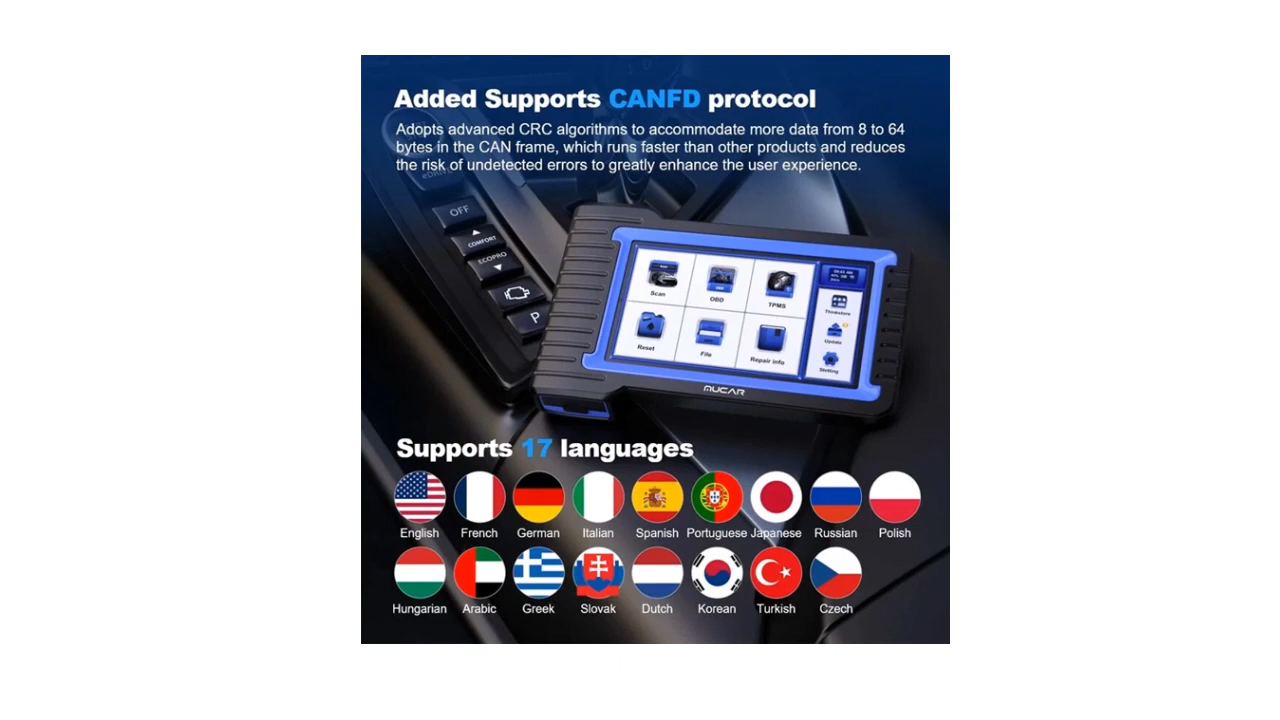 Added Supports CANFD protocol
Adopts advanced CRC algorithms to accommodate more data from 8 to 64
bytes in the CAN frame, which runs faster than other products and reduces
the risk of undetected errors to greatly enhance the user experience.
OFF
COMFORT
ECOPRO
P
Scan
OBD
TPMS
Thinkstore
Update
Reset
File
Repair info
Setting
MUCAR
Supports 17 languages
English French German Italian Spanish Portuguese Japanese Russian Polish
Hungarian Arabic Greek Slovak Dutch Korean Turkish Czech